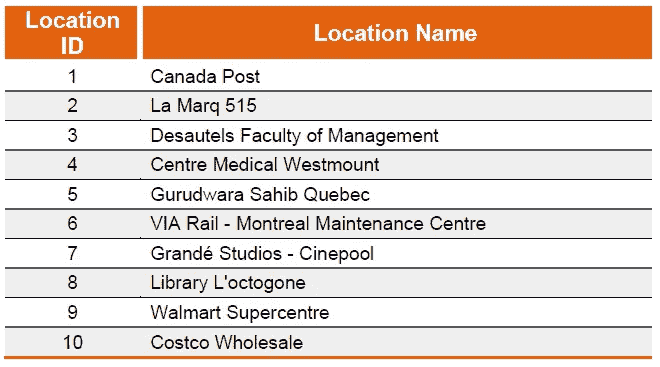 Location ID Location Name
1 Canada Post
2 La Marq 515
3 Desautels Faculty of Management
4 Centre Medical Westmount
5 Gurudwara Sahib Quebec
6 VIA Rail - Montreal Maintenance Centre
7 Grandé Studios - Cinepool
8 Library L'octogone
9 Walmart Supercentre
10 Costco Wholesale